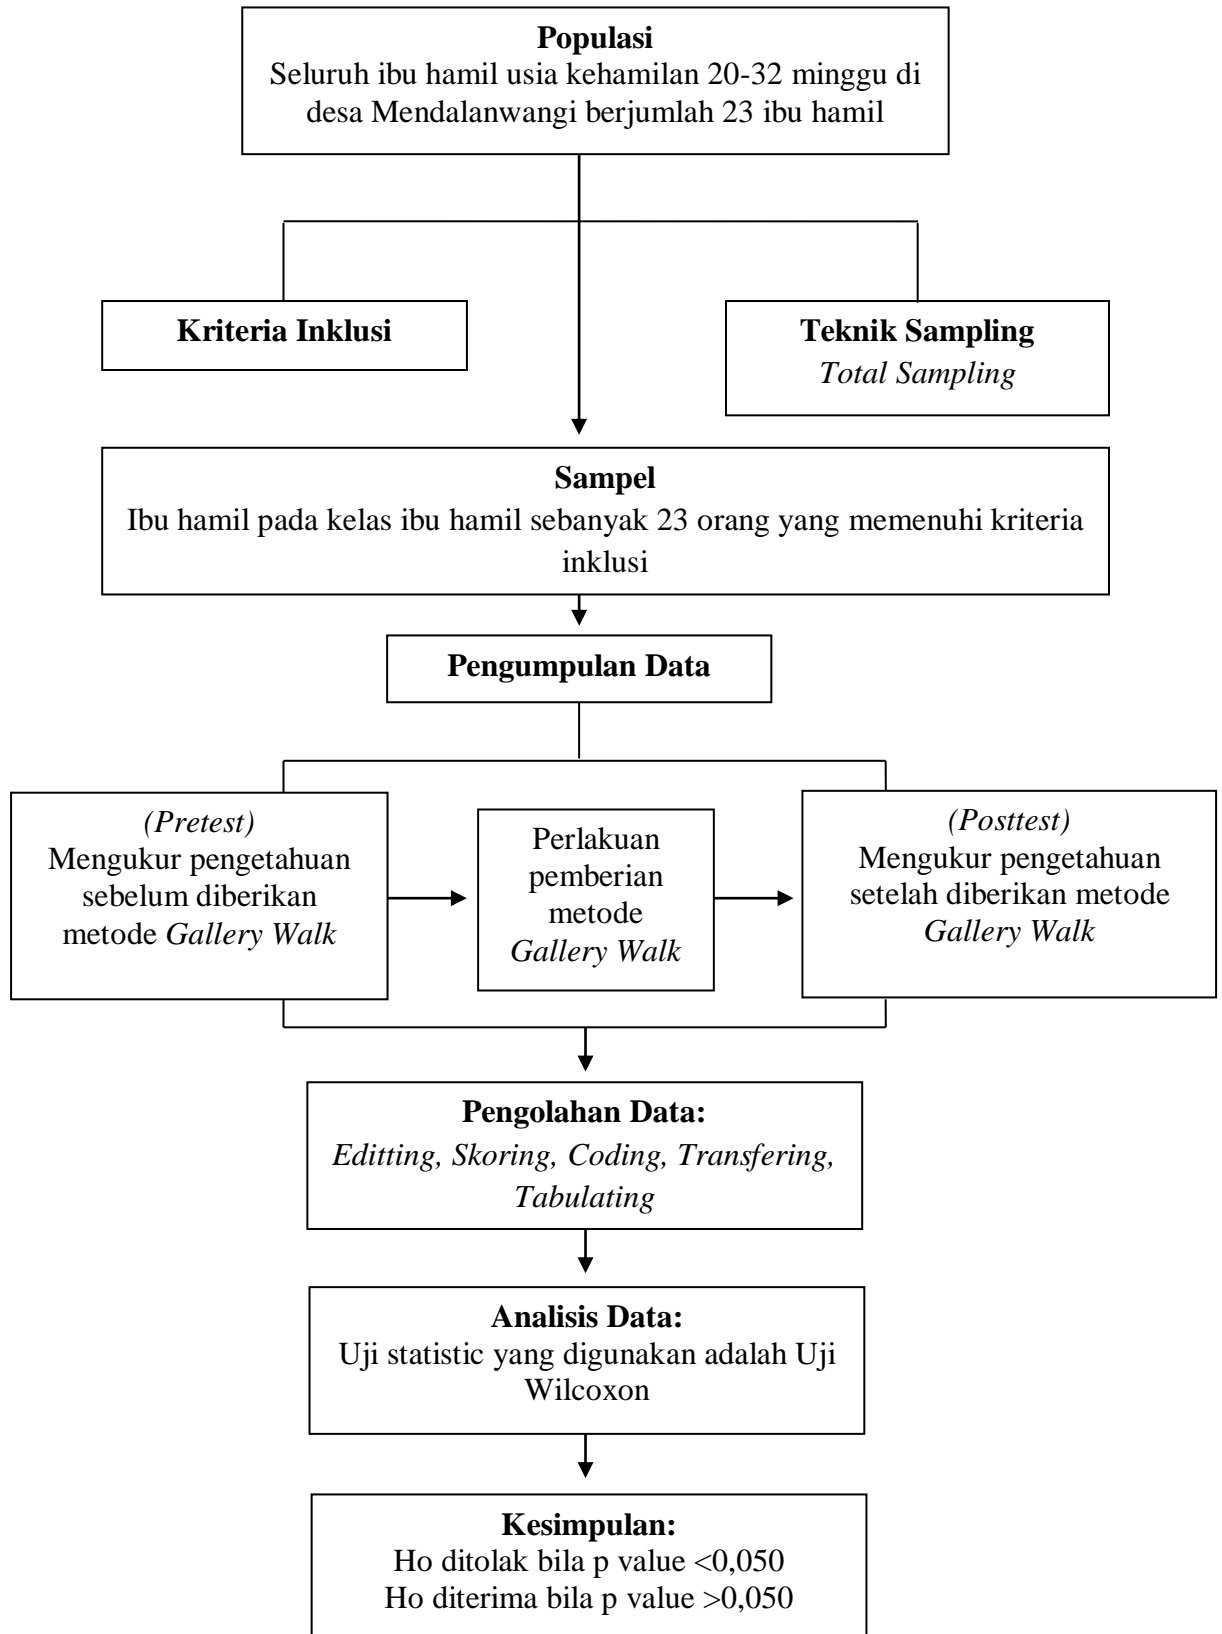 Populasi
Seluruh ibu hamil usia kehamilan 20-32 minggu di
desa Mendalanwangi berjumlah 23 ibu hamil
Kriteria Inklusi
Teknik Sampling
Total Sampling
Sampel
Ibu hamil pada kelas ibu hamil sebanyak 23 orang yang memenuhi kriteria
inklusi
Pengumpulan Data
(Pretest)
Mengukur pengetahuan
sebelum diberikan
metode Gallery Walk
Perlakuan
pemberian
metode
Gallery Walk
(Posttest)
Mengukur pengetahuan
setelah diberikan metode
Gallery Walk
Pengolahan Data:
Editting, Skoring, Coding, Transfering,
Tabulating
Analisis Data:
Uji statistic yang digunakan adalah Uji
Wilcoxon
Kesimpulan:
Ho ditolak bila p value <0,050
Ho diterima bila p value >0,050